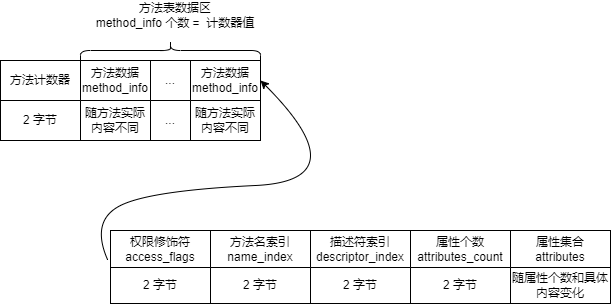 方法表数据区
method_info 个数 = 计数器值
方法计数器
方法数据
method_info
...
方法数据
method_info
2 字节
随方法实际
内容不同
...
随方法实际
内容不同
权限修饰符
access_flags
方法名索引
name_index
描述符索引
descriptor_index
属性个数
attributes_count
属性集合
attributes
2 字节
2 字节
2 字节
2 字节
随属性个数和具体
内容变化